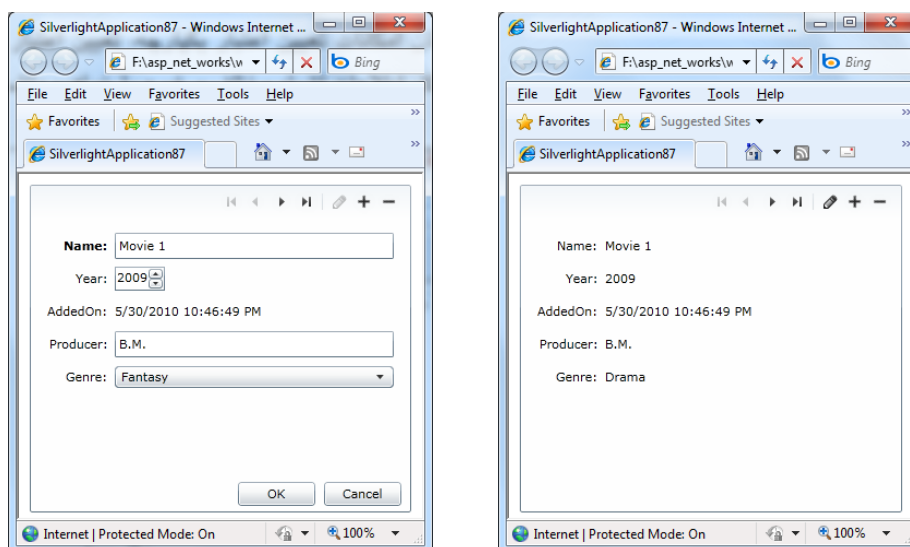 SilverlightApplication87 - Windows Internet ...
F:\asp_net_works\v
Bing
File Edit View Favorites Tools Help
Favorites Suggested Sites
SilverlightApplication87
Name: Movie 1
Year: 2009
AddedOn: 5/30/2010 10:46:49 PM
Producer: B.M.
Genre: Fantasy
OK Cancel
Internet | Protected Mode: On 100%
SilverlightApplication87 - Windows Internet ...
F:\asp_net_works\v
Bing
File Edit View Favorites Tools Help
Favorites Suggested Sites
SilverlightApplication87
Name: Movie 1
Year: 2009
AddedOn: 5/30/2010 10:46:49 PM
Producer: B.M.
Genre: Drama
Internet | Protected Mode: On 100%